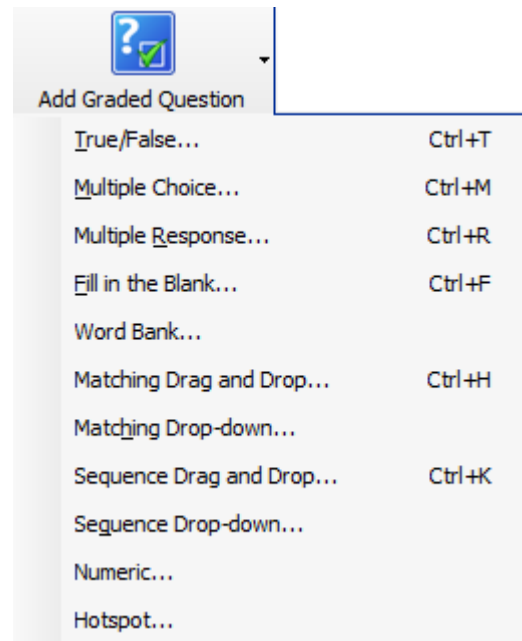 Add Graded Question
True/False... Ctrl+T
Multiple Choice... Ctrl+M
Multiple Response... Ctrl+R
Fill in the Blank... Ctrl+F
Word Bank...
Matching Drag and Drop... Ctrl+H
Matching Drop-down...
Sequence Drag and Drop... Ctrl+K
Sequence Drop-down...
Numeric...
Hotspot...